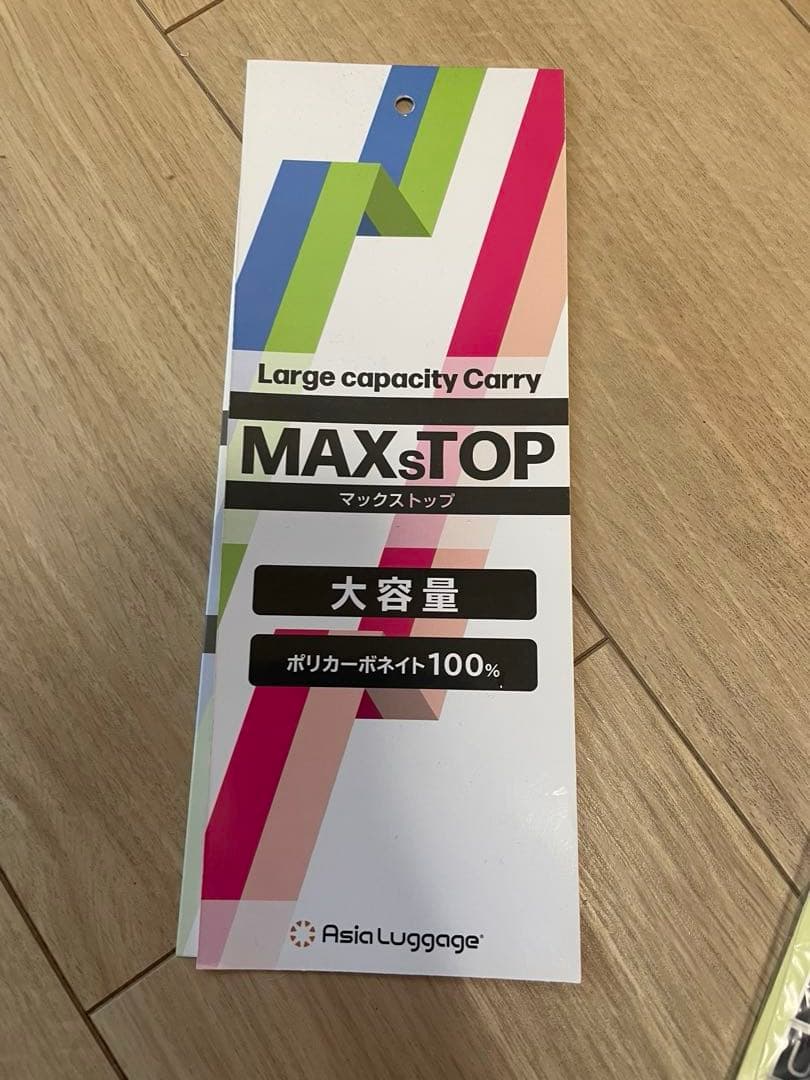 Large capacity Carry
MAXsTOP
マックストップ
大容量
ポリカーボネイト100%
Asia Luggage